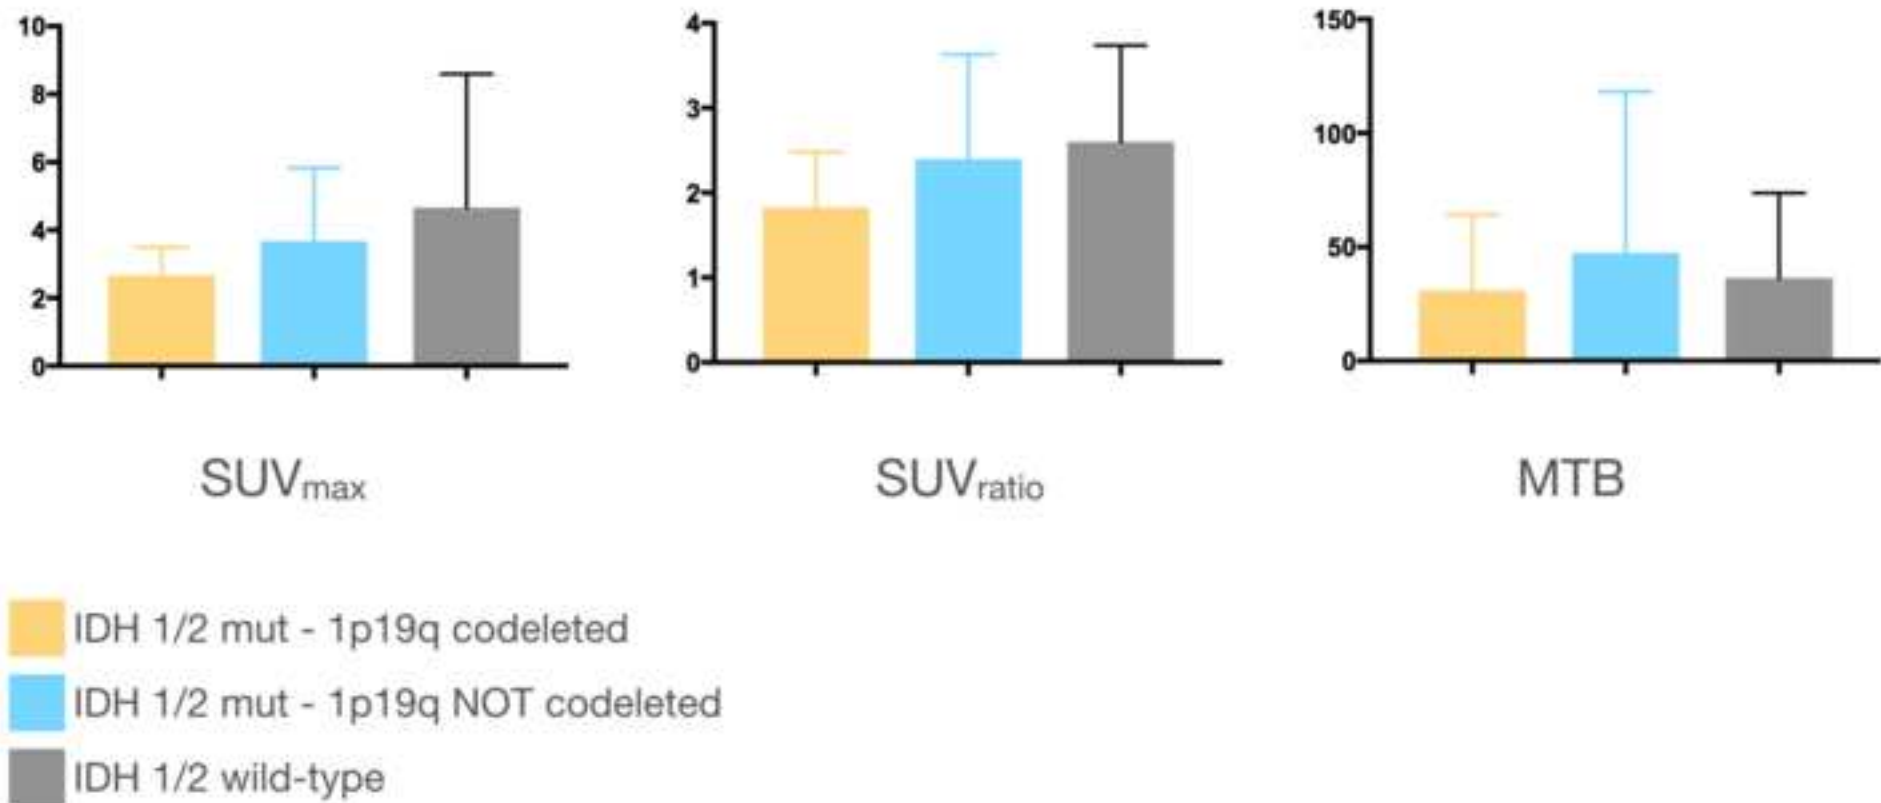 10
8
6
4
2
0
SUVmax
4
3
2
1
0
SUVratio
150
100
50
0
MTB
IDH 1/2 mut - 1p19q codeleted
IDH 1/2 mut - 1p19q NOT codeleted
IDH 1/2 wild-type